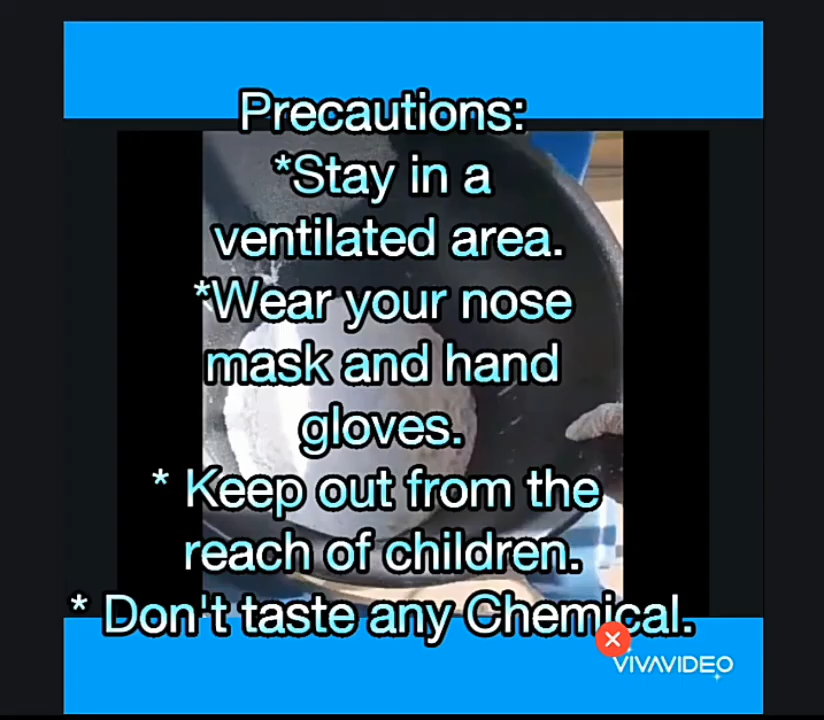 Precautions:
*Stay in a
ventilated area.
*Wear your nose
mask and hand
gloves.
* Keep out from the
reach of children.
* Don't taste any Chemical.
VIVAVIDEO